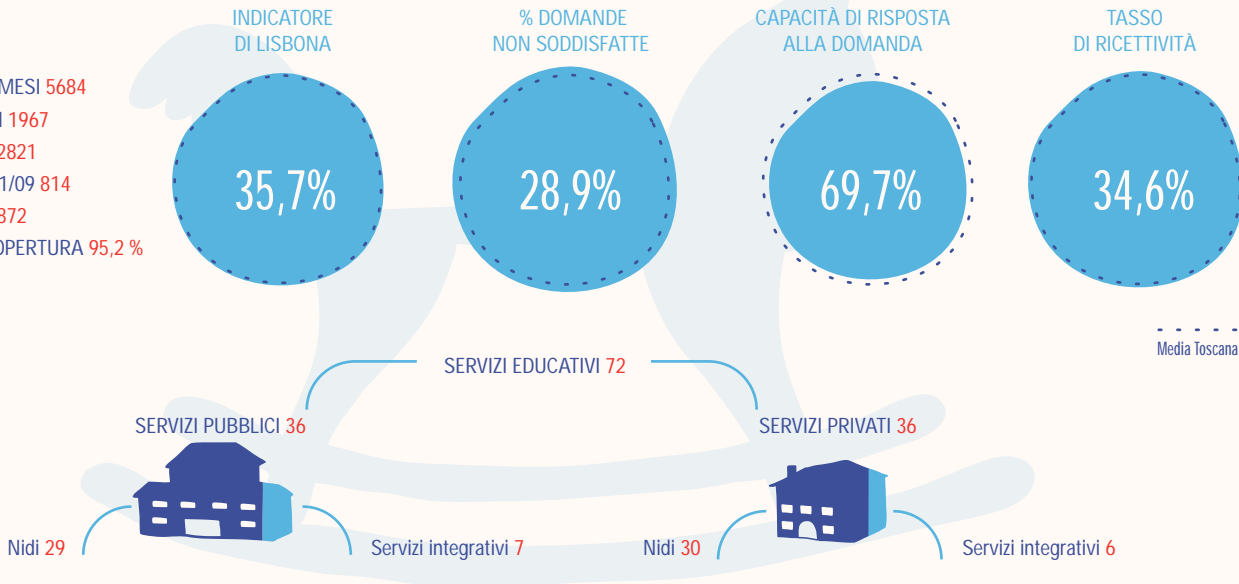 INDICATORE
DI LISBONA
% DOMANDE
NON SODDISFATTE
CAPACITÀ DI RISPOSTA
ALLA DOMANDA
TASSO
DI RICETTIVITÀ
MESI 5684
1967
2821
1/09 814
872
OPERTURA 95,2 %
35,7%
28,9%
69,7%
34,6%
Media Toscana
SERVIZI EDUCATIVI 72
SERVIZI PUBBLICI 36
SERVIZI PRIVATI 36
Nidi 29
Servizi integrativi 7
Nidi 30
Servizi integrativi 6